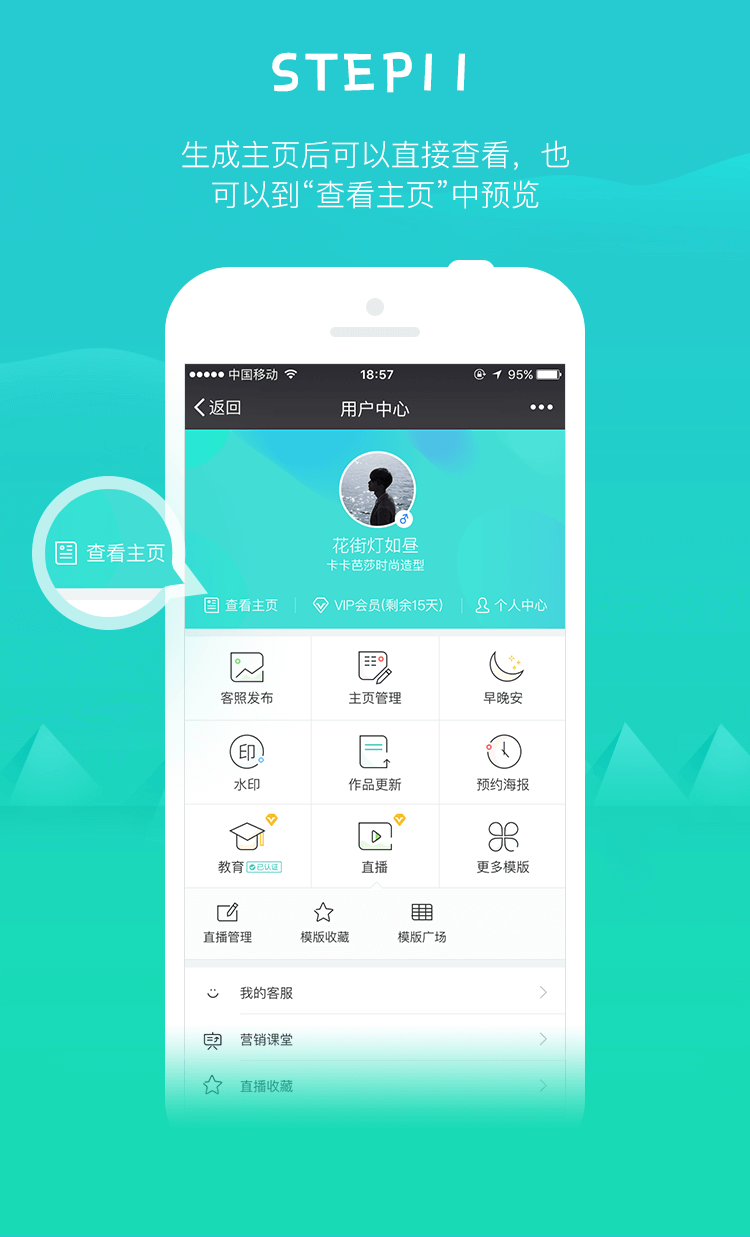 STEP11
生成主页后可以直接查看，也
可以到“查看主页”中预览
中国移动 18:57 95%
返回 用户中心
花街灯如昼
卡卡芭莎时尚造型
查看主页
查看主页 VIP会员(剩余15天) 个人中心
客照发布 主页管理 早晚安
印
水印 作品更新 预约海报
教育 已认证 直播 更多模版
直播管理 模版收藏 模版广场
我的客服
营销课堂
直播收藏